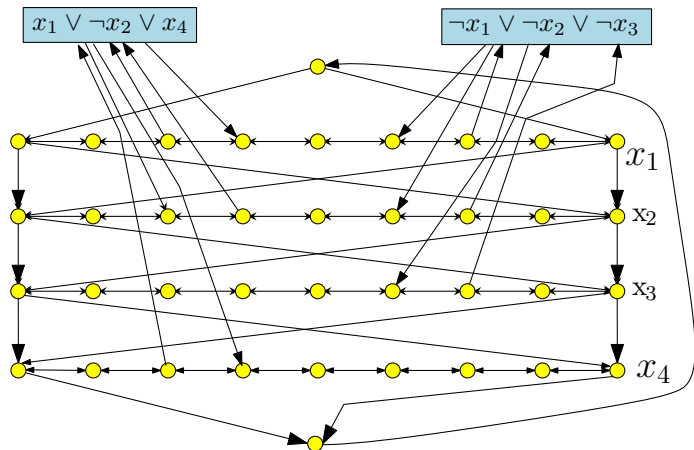 x₁ ∨ ¬x₂ ∨ x₄
¬x₁ ∨ ¬x₂ ∨ ¬x₃
x₁
x₂
x₃
x₄